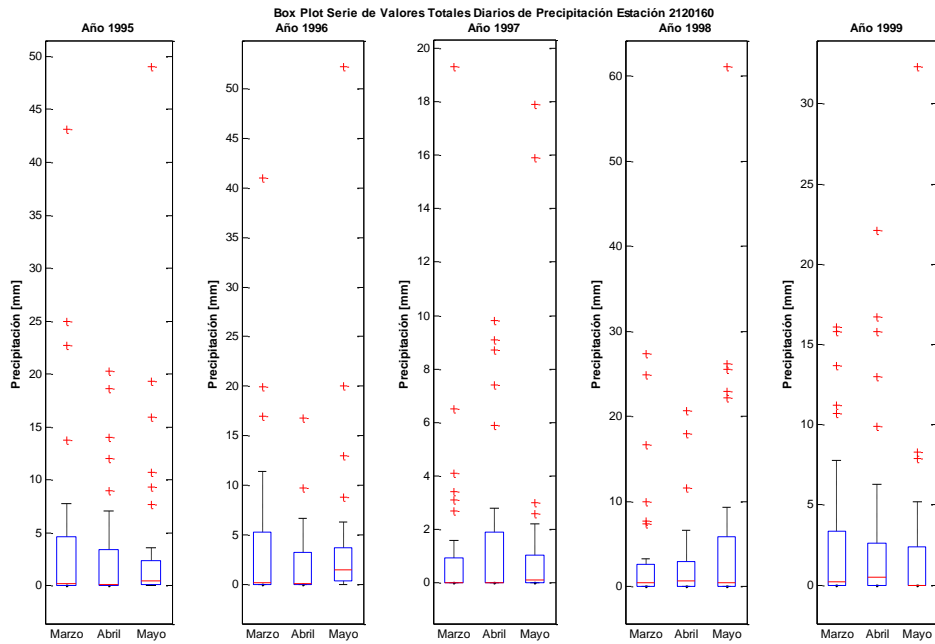 Box Plot Serie de Valores Totales Diarios de Precipitación Estación 2120160
Año 1995
Año 1996
Año 1997
Año 1998
Año 1999
Precipitación [mm]
50
45
40
35
30
25
20
15
10
5
0
Marzo Abril Mayo
Precipitación [mm]
50
45
40
35
30
25
20
15
10
5
0
Marzo Abril Mayo
Precipitación [mm]
20
18
16
14
12
10
8
6
4
2
0
Marzo Abril Mayo
Precipitación [mm]
60
50
40
30
20
10
0
Marzo Abril Mayo
Precipitación [mm]
30
25
20
15
10
5
0
Marzo Abril Mayo